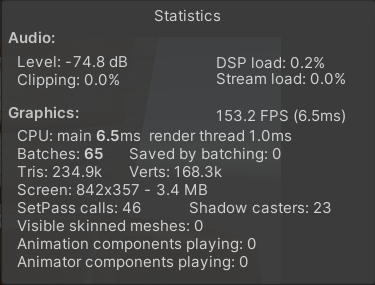 Statistics
Audio:
Level: -74.8 dB DSP load: 0.2%
Clipping: 0.0% Stream load: 0.0%
Graphics: 153.2 FPS (6.5ms)
CPU: main 6.5ms render thread 1.0ms
Batches: 65 Saved by batching: 0
Tris: 234.9k Verts: 168.3k
Screen: 842x357 - 3.4 MB
SetPass calls: 46 Shadow casters: 23
Visible skinned meshes: 0
Animation components playing: 0
Animator components playing: 0